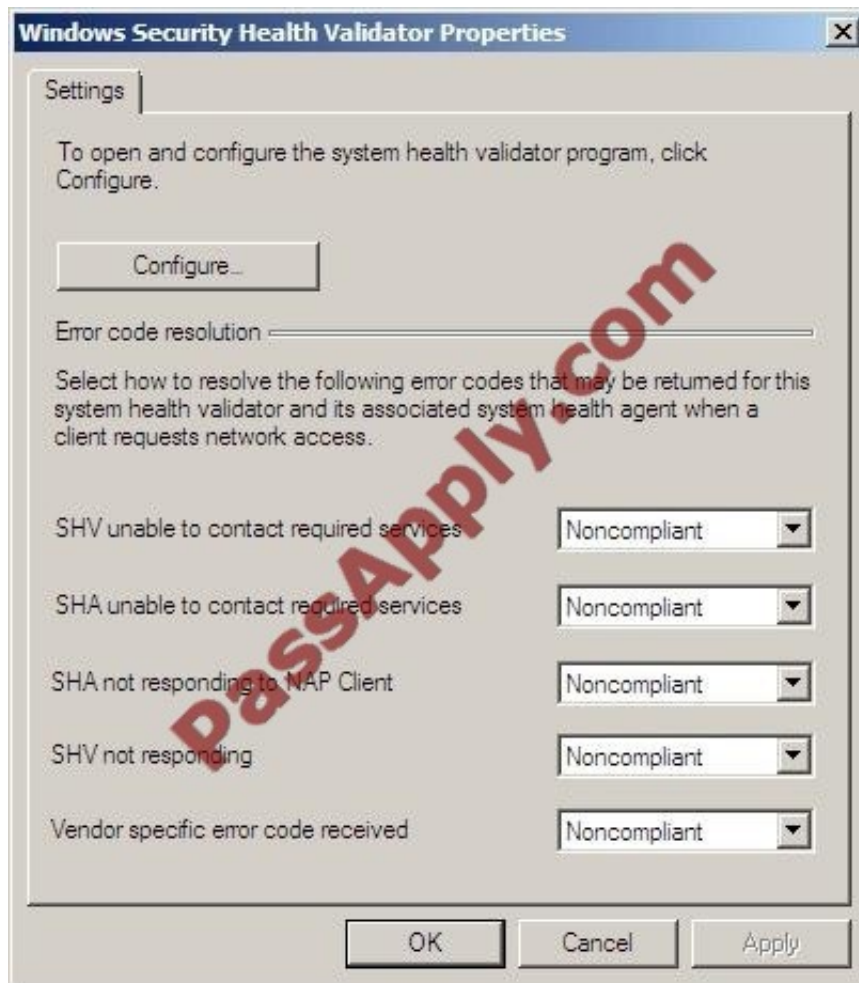 Windows Security Health Validator Properties
Settings
To open and configure the system health validator program, click
Configure.
Configure...
Error code resolution
Select how to resolve the following error codes that may be returned for this
system health validator and its associated system health agent when a
client requests network access.
SHV unable to contact required services Noncompliant
SHA unable to contact required services Noncompliant
SHA not responding to NAP Client Noncompliant
SHV not responding Noncompliant
Vendor specific error code received Noncompliant
OK Cancel Apply
PassApply.com